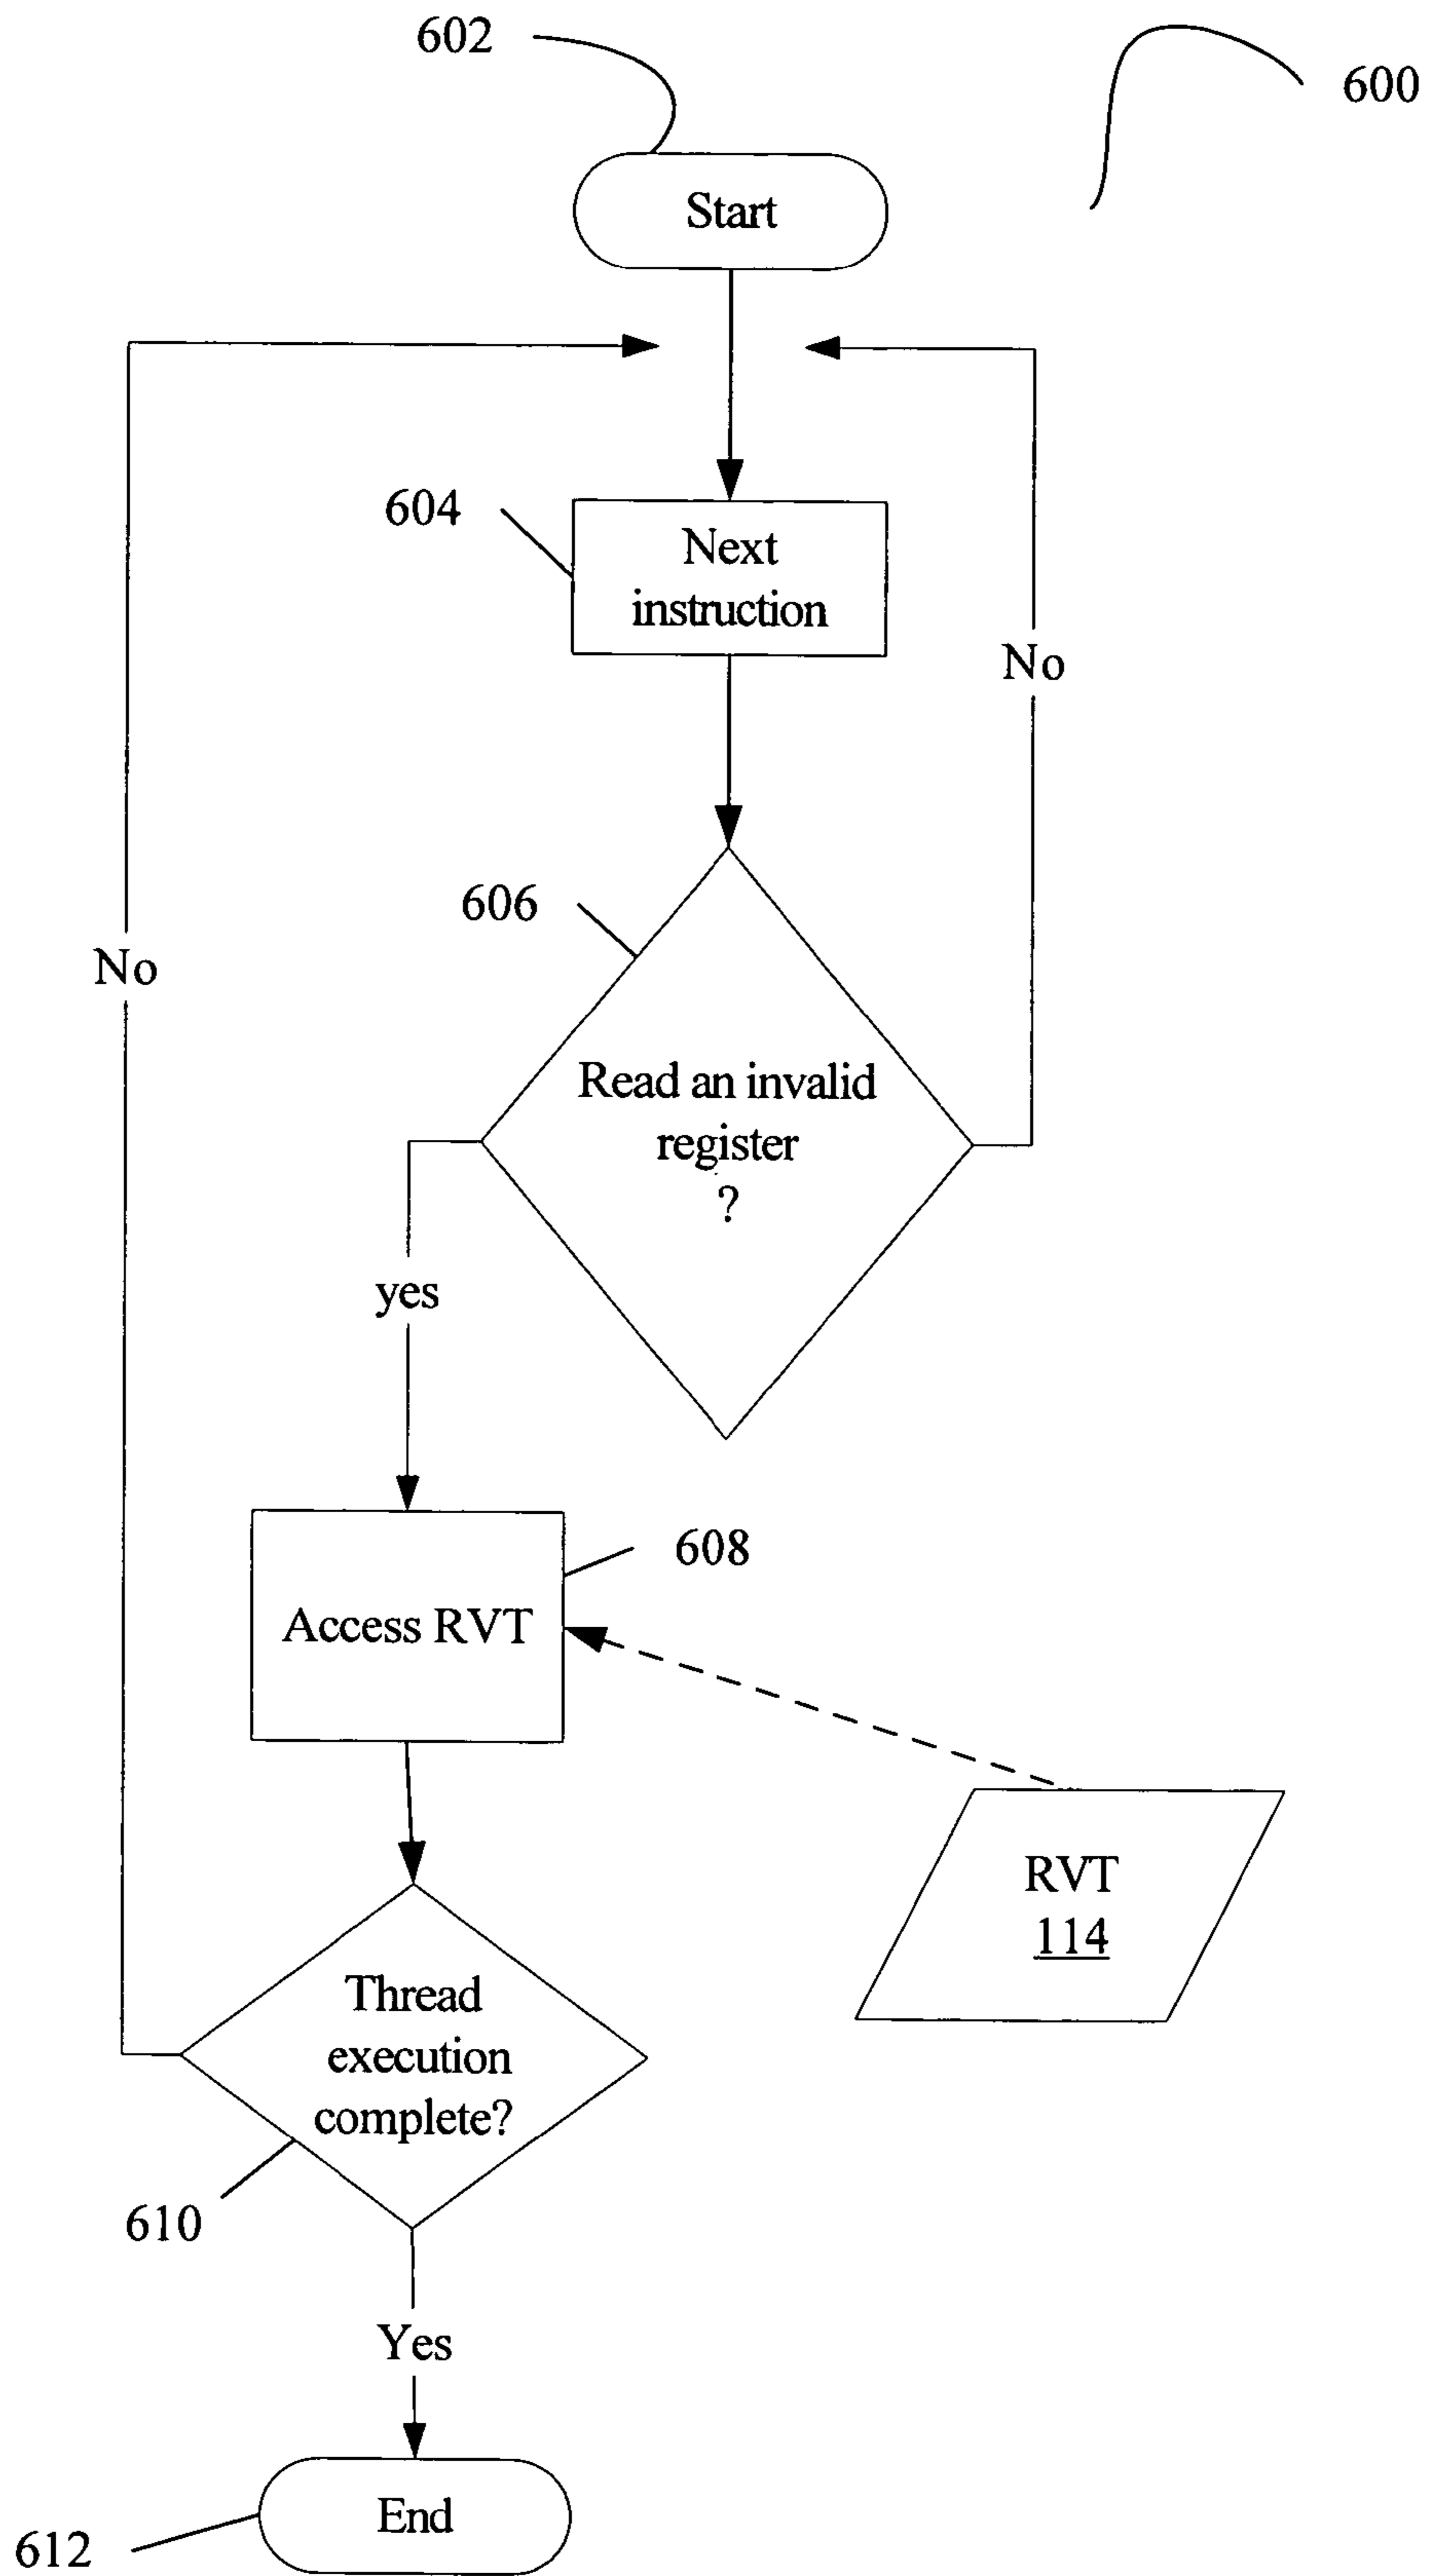 602
600
Start
604
Next
instruction
No
606
No
Read an invalid
register
?
yes
608
Access RVT
RVT
114
Thread
execution
complete?
610
Yes
End
612